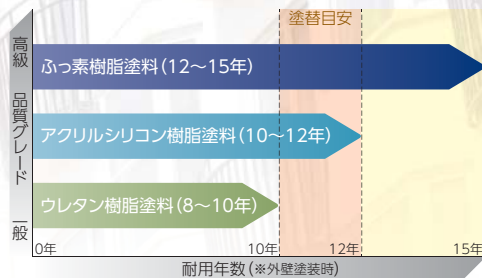 塗替目安
高級
品質グレード
一般
ふっ素樹脂塗料(12〜15年)
アクリルシリコン樹脂塗料(10〜12年)
ウレタン樹脂塗料(8〜10年)
0年
10年
12年
15年
耐用年数(※外壁塗装時)